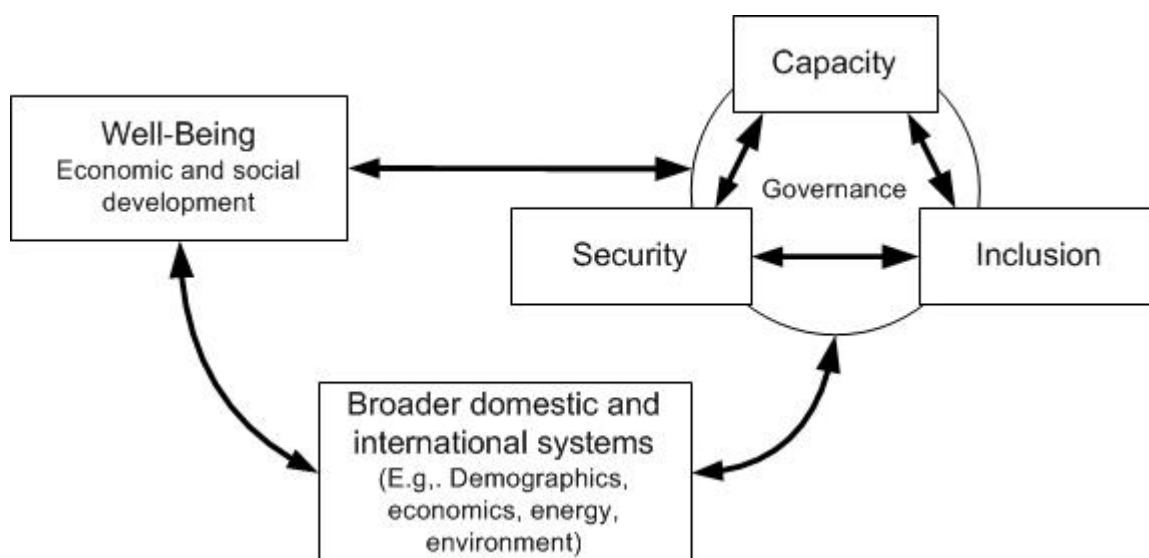 Capacity
Well-Being
Economic and social
development
Governance
Security
Inclusion
Broader domestic and
international systems
(E.g,. Demographics,
economics, energy,
environment)